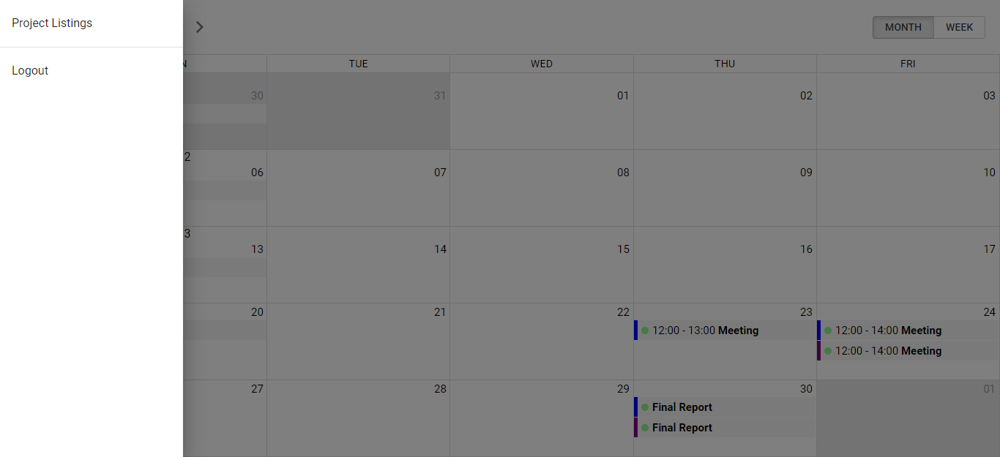 Project Listings
Logout
MONTH WEEK
TUE WED THU FRI
30 31 01 02 03
2
06 07 08 09 10
3
13 14 15 16 17
20 21 22 23 24
12:00 - 13:00 Meeting 12:00 - 14:00 Meeting
12:00 - 14:00 Meeting
27 28 29 30 01
Final Report
Final Report